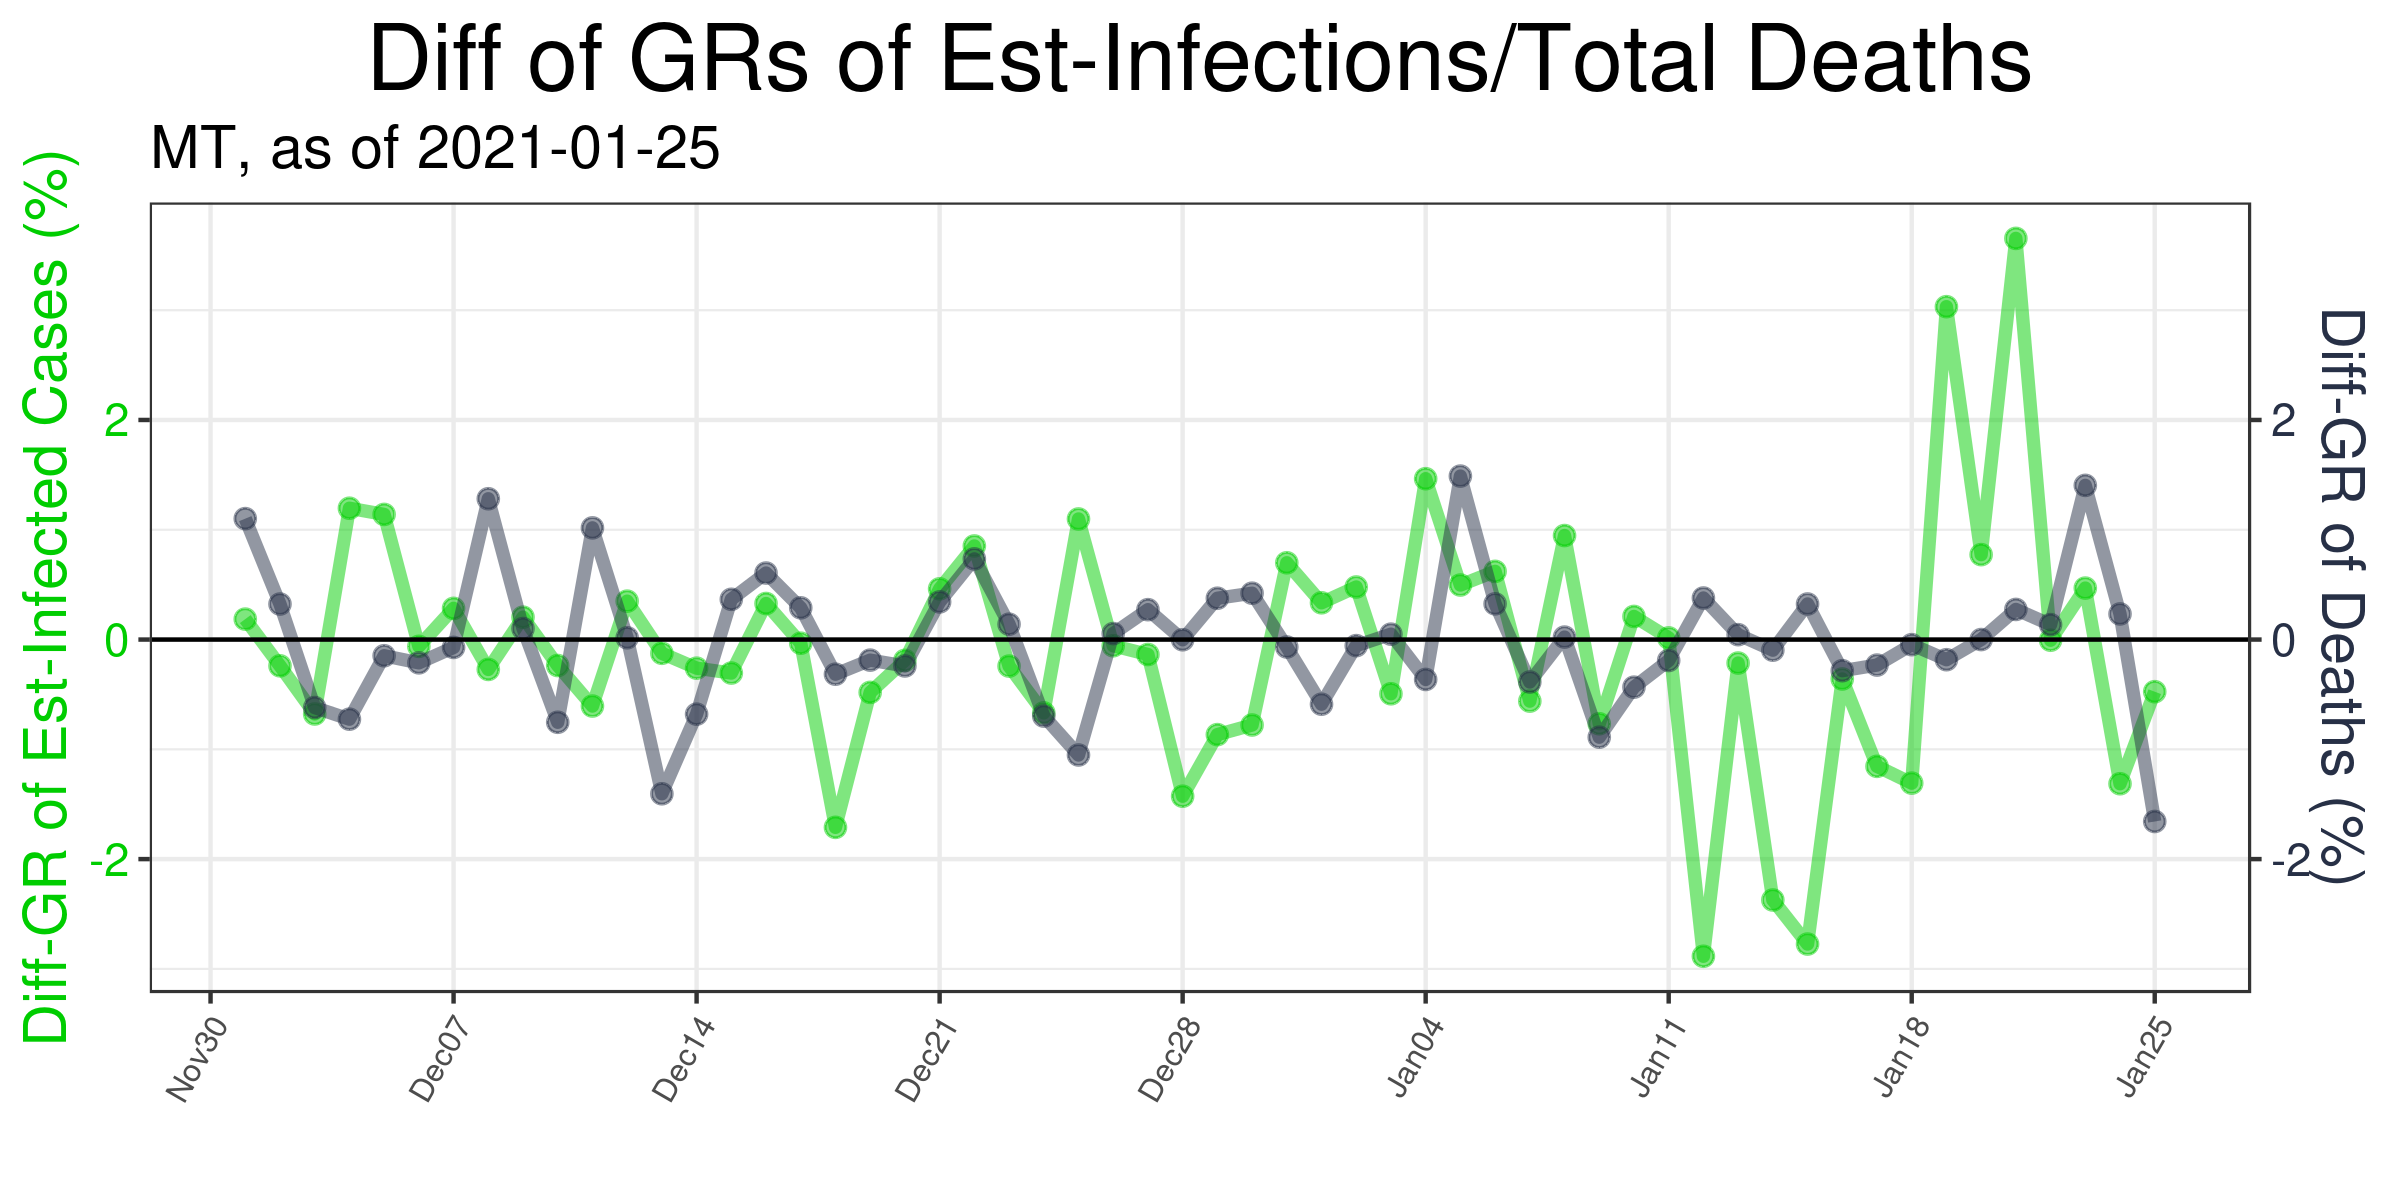 Diff of GRs of Est-Infections/Total Deaths
MT, as of 2021-01-25
Diff-GR of Est-Infected Cases (%)
2
0
-2
2
0
-2
Diff-GR of Deaths (%)
Nov30
Dec07
Dec14
Dec21
Dec28
Jan04
Jan11
Jan18
Jan25